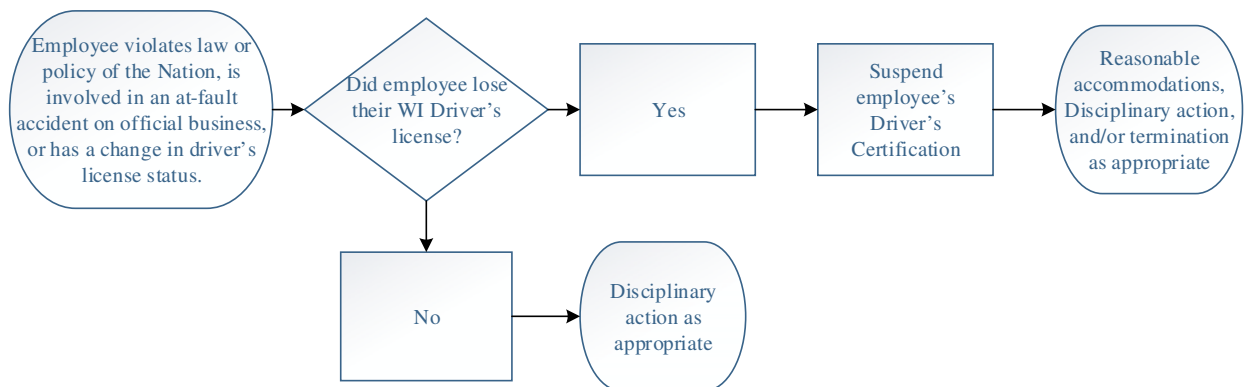 Employee violates law or
policy of the Nation, is
involved in an at-fault
accident on official business,
or has a change in driver's
license status.
Did employee lose
their WI Driver's
license?
Yes
Suspend
employee's
Driver's
Certification
Reasonable
accommodations,
Disciplinary action,
and/or termination
as appropriate
No
Disciplinary
action as
appropriate